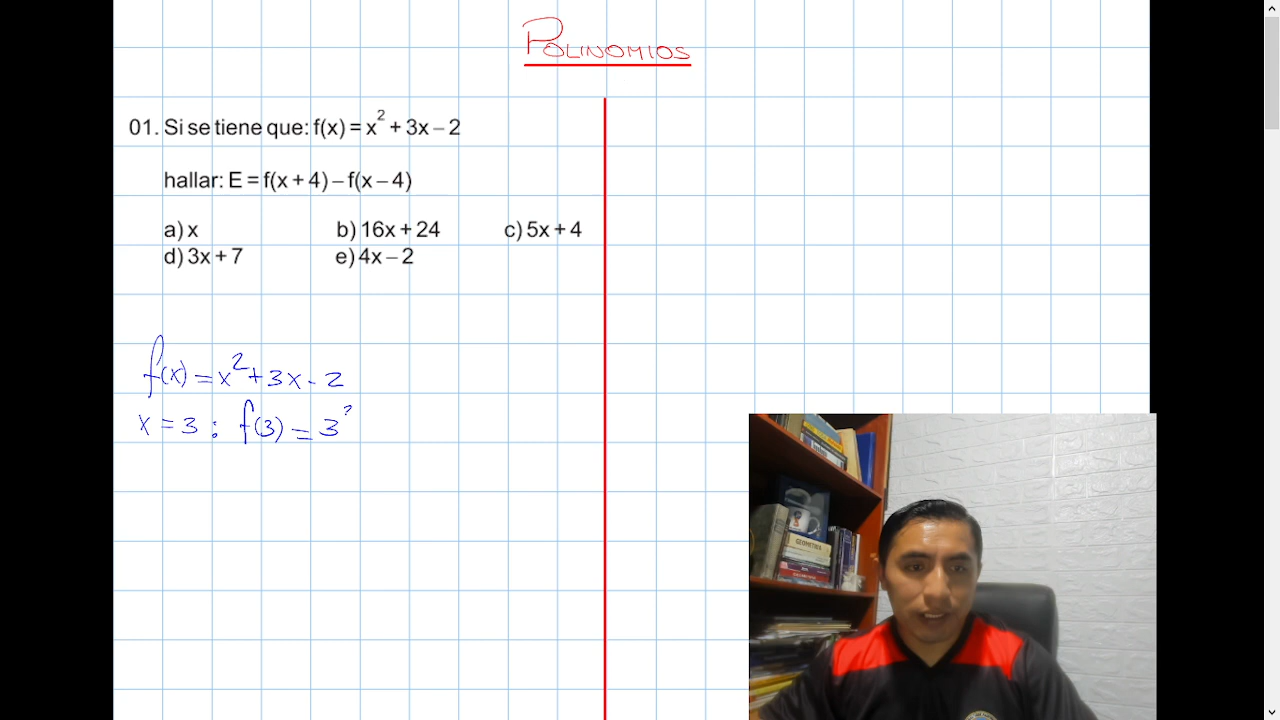 POLINOMIOS
01. Si se tiene que: f(x) = x² + 3x – 2
hallar: E = f(x + 4) – f(x – 4)
a) x b) 16x + 24 c) 5x + 4
d) 3x + 7 e) 4x – 2
f(x) = x² + 3x - 2
x = 3 : f(3) = 3²
GEOMETRIA